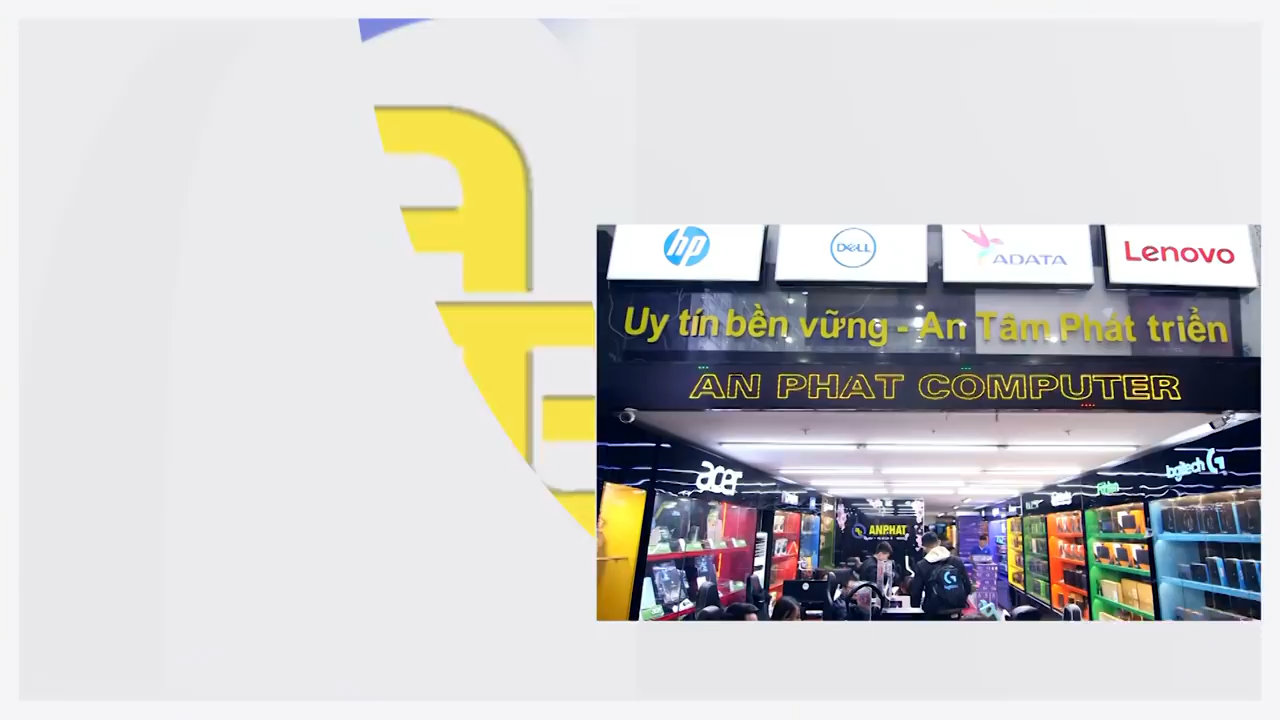 hp
DELL
ADATA
Lenovo
Uy tín bền vững - An Tâm Phát triển
AN PHAT COMPUTER
acer
logitech G
ANPHAT